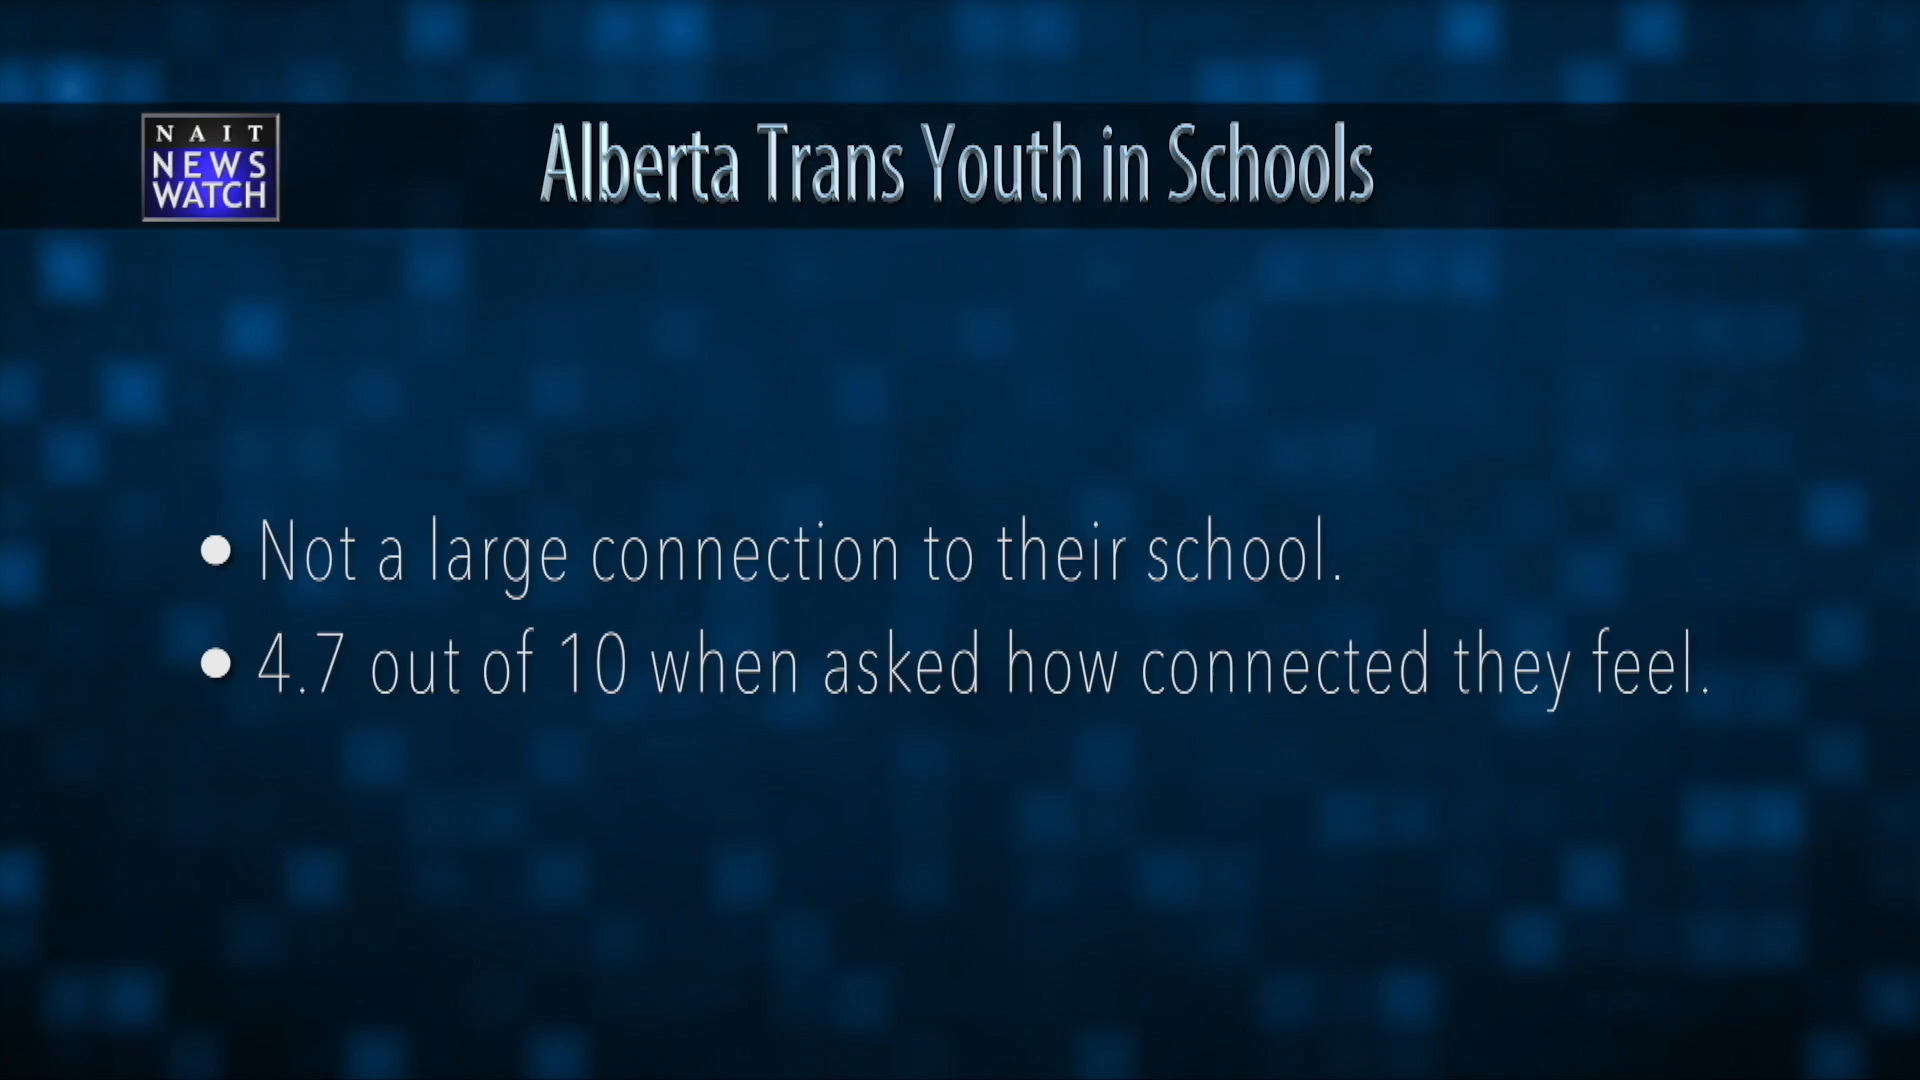 NAIT
NEWS
WATCH
Alberta Trans Youth in Schools
• Not a large connection to their school.
• 4.7 out of 10 when asked how connected they feel.